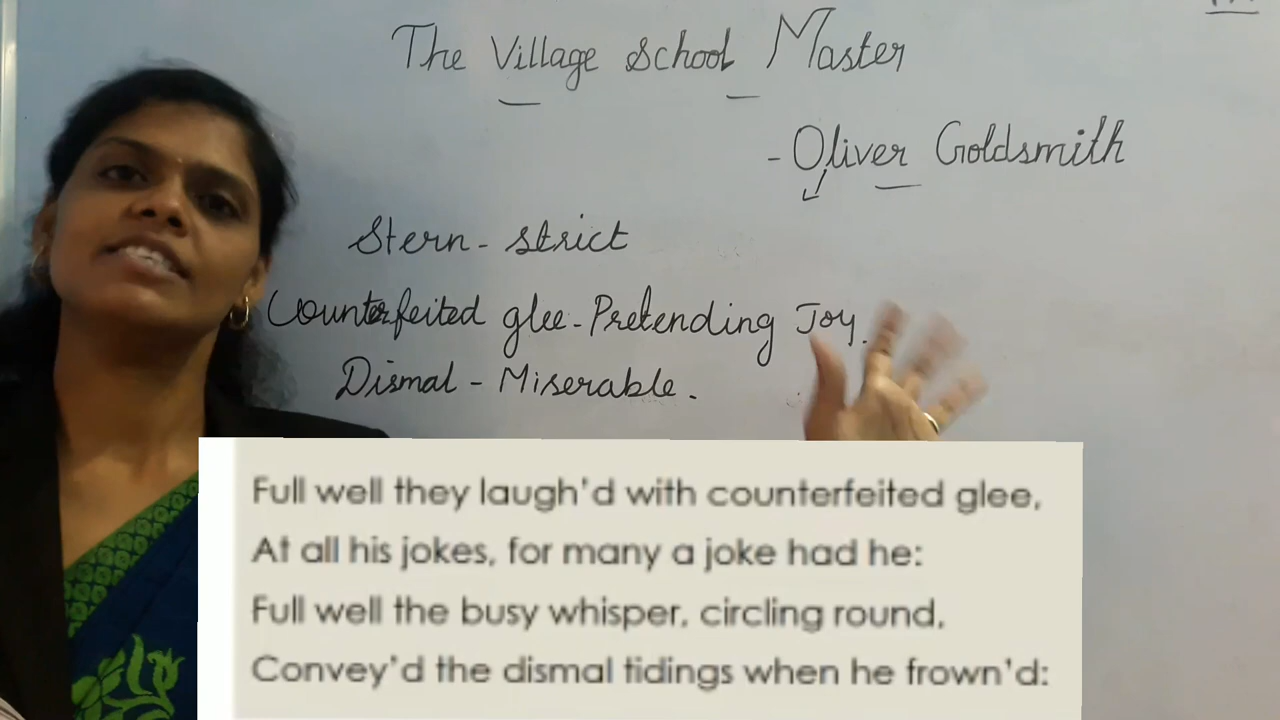 The Village School Master
- Oliver Goldsmith
Stern - strict
Counterfeited glee - Pretending Joy.
Dismal - Miserable.
Full well they laugh'd with counterfeited glee,
At all his jokes, for many a joke had he:
Full well the busy whisper, circling round,
Convey'd the dismal tidings when he frown'd: